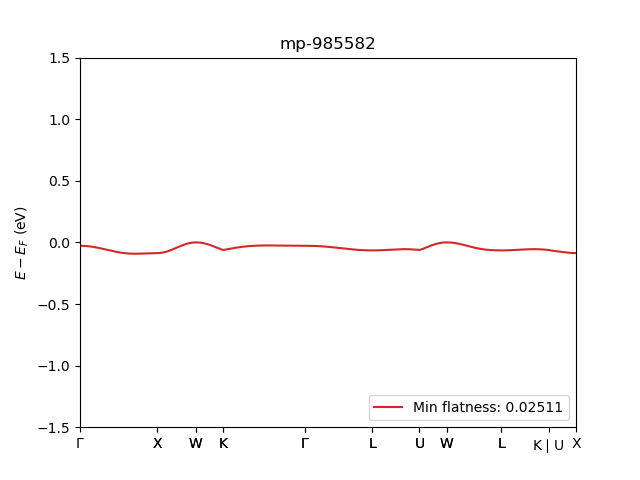 mp-985582
1.5
1.0
0.5
0.0
−0.5
−1.0
−1.5
E − E_F (eV)
Min flatness: 0.02511
Γ X W K Γ L U W L K | U X